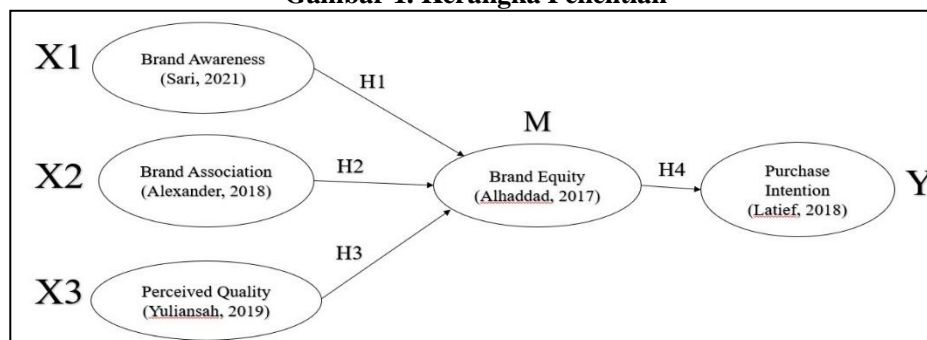 Gambar 1. Kerangka Penelitian
X1
Brand Awareness
(Sari, 2021)
H1
M
X2
Brand Association
(Alexander, 2018)
H2
Brand Equity
(Alhaddad, 2017)
H4
Purchase
Intention
(Latief, 2018)
Y
H3
X3
Perceived Quality
(Yuliansah, 2019)